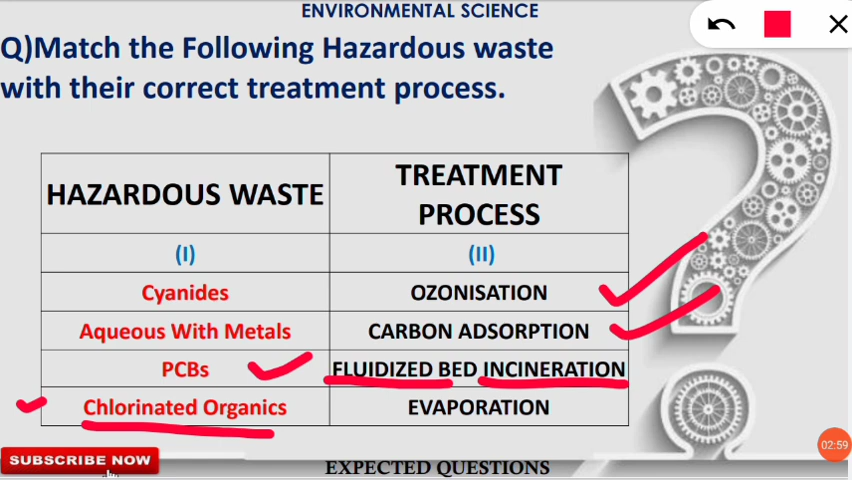 ENVIRONMENTAL SCIENCE
Q)Match the Following Hazardous waste
with their correct treatment process.
HAZARDOUS WASTE
TREATMENT
PROCESS
(I)
(II)
Cyanides
OZONISATION
Aqueous With Metals
CARBON ADSORPTION
PCBs
FLUIDIZED BED INCINERATION
Chlorinated Organics
EVAPORATION
02:59
SUBSCRIBE NOW
EXPECTED QUESTIONS